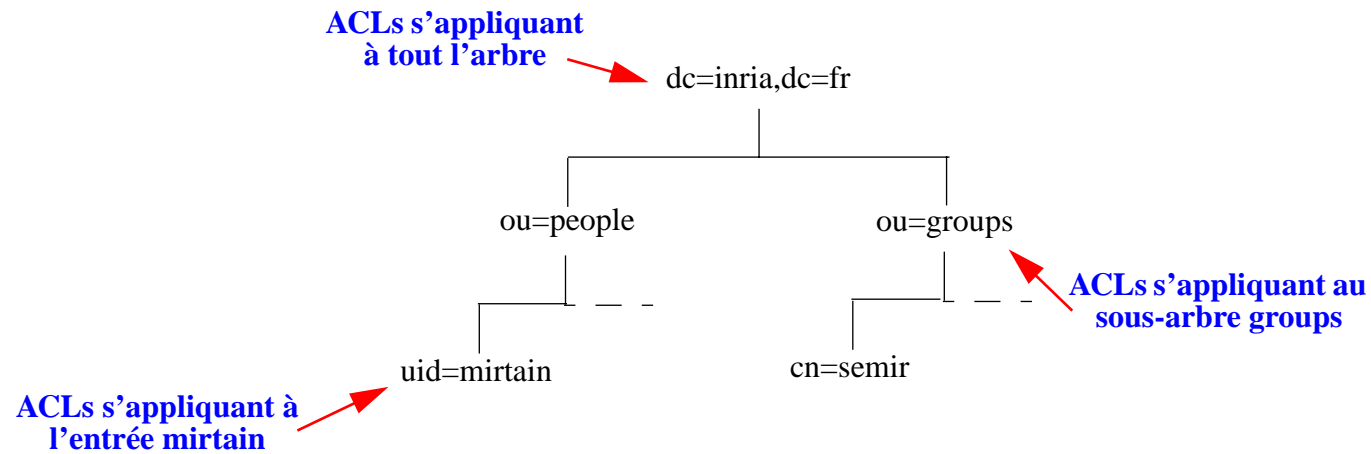 ACLs s’appliquant
à tout l’arbre
dc=inria,dc=fr
ou=people
ou=groups
ACLs s’appliquant au
sous-arbre groups
uid=mirtain
cn=semir
ACLs s’appliquant à
l’entrée mirtain